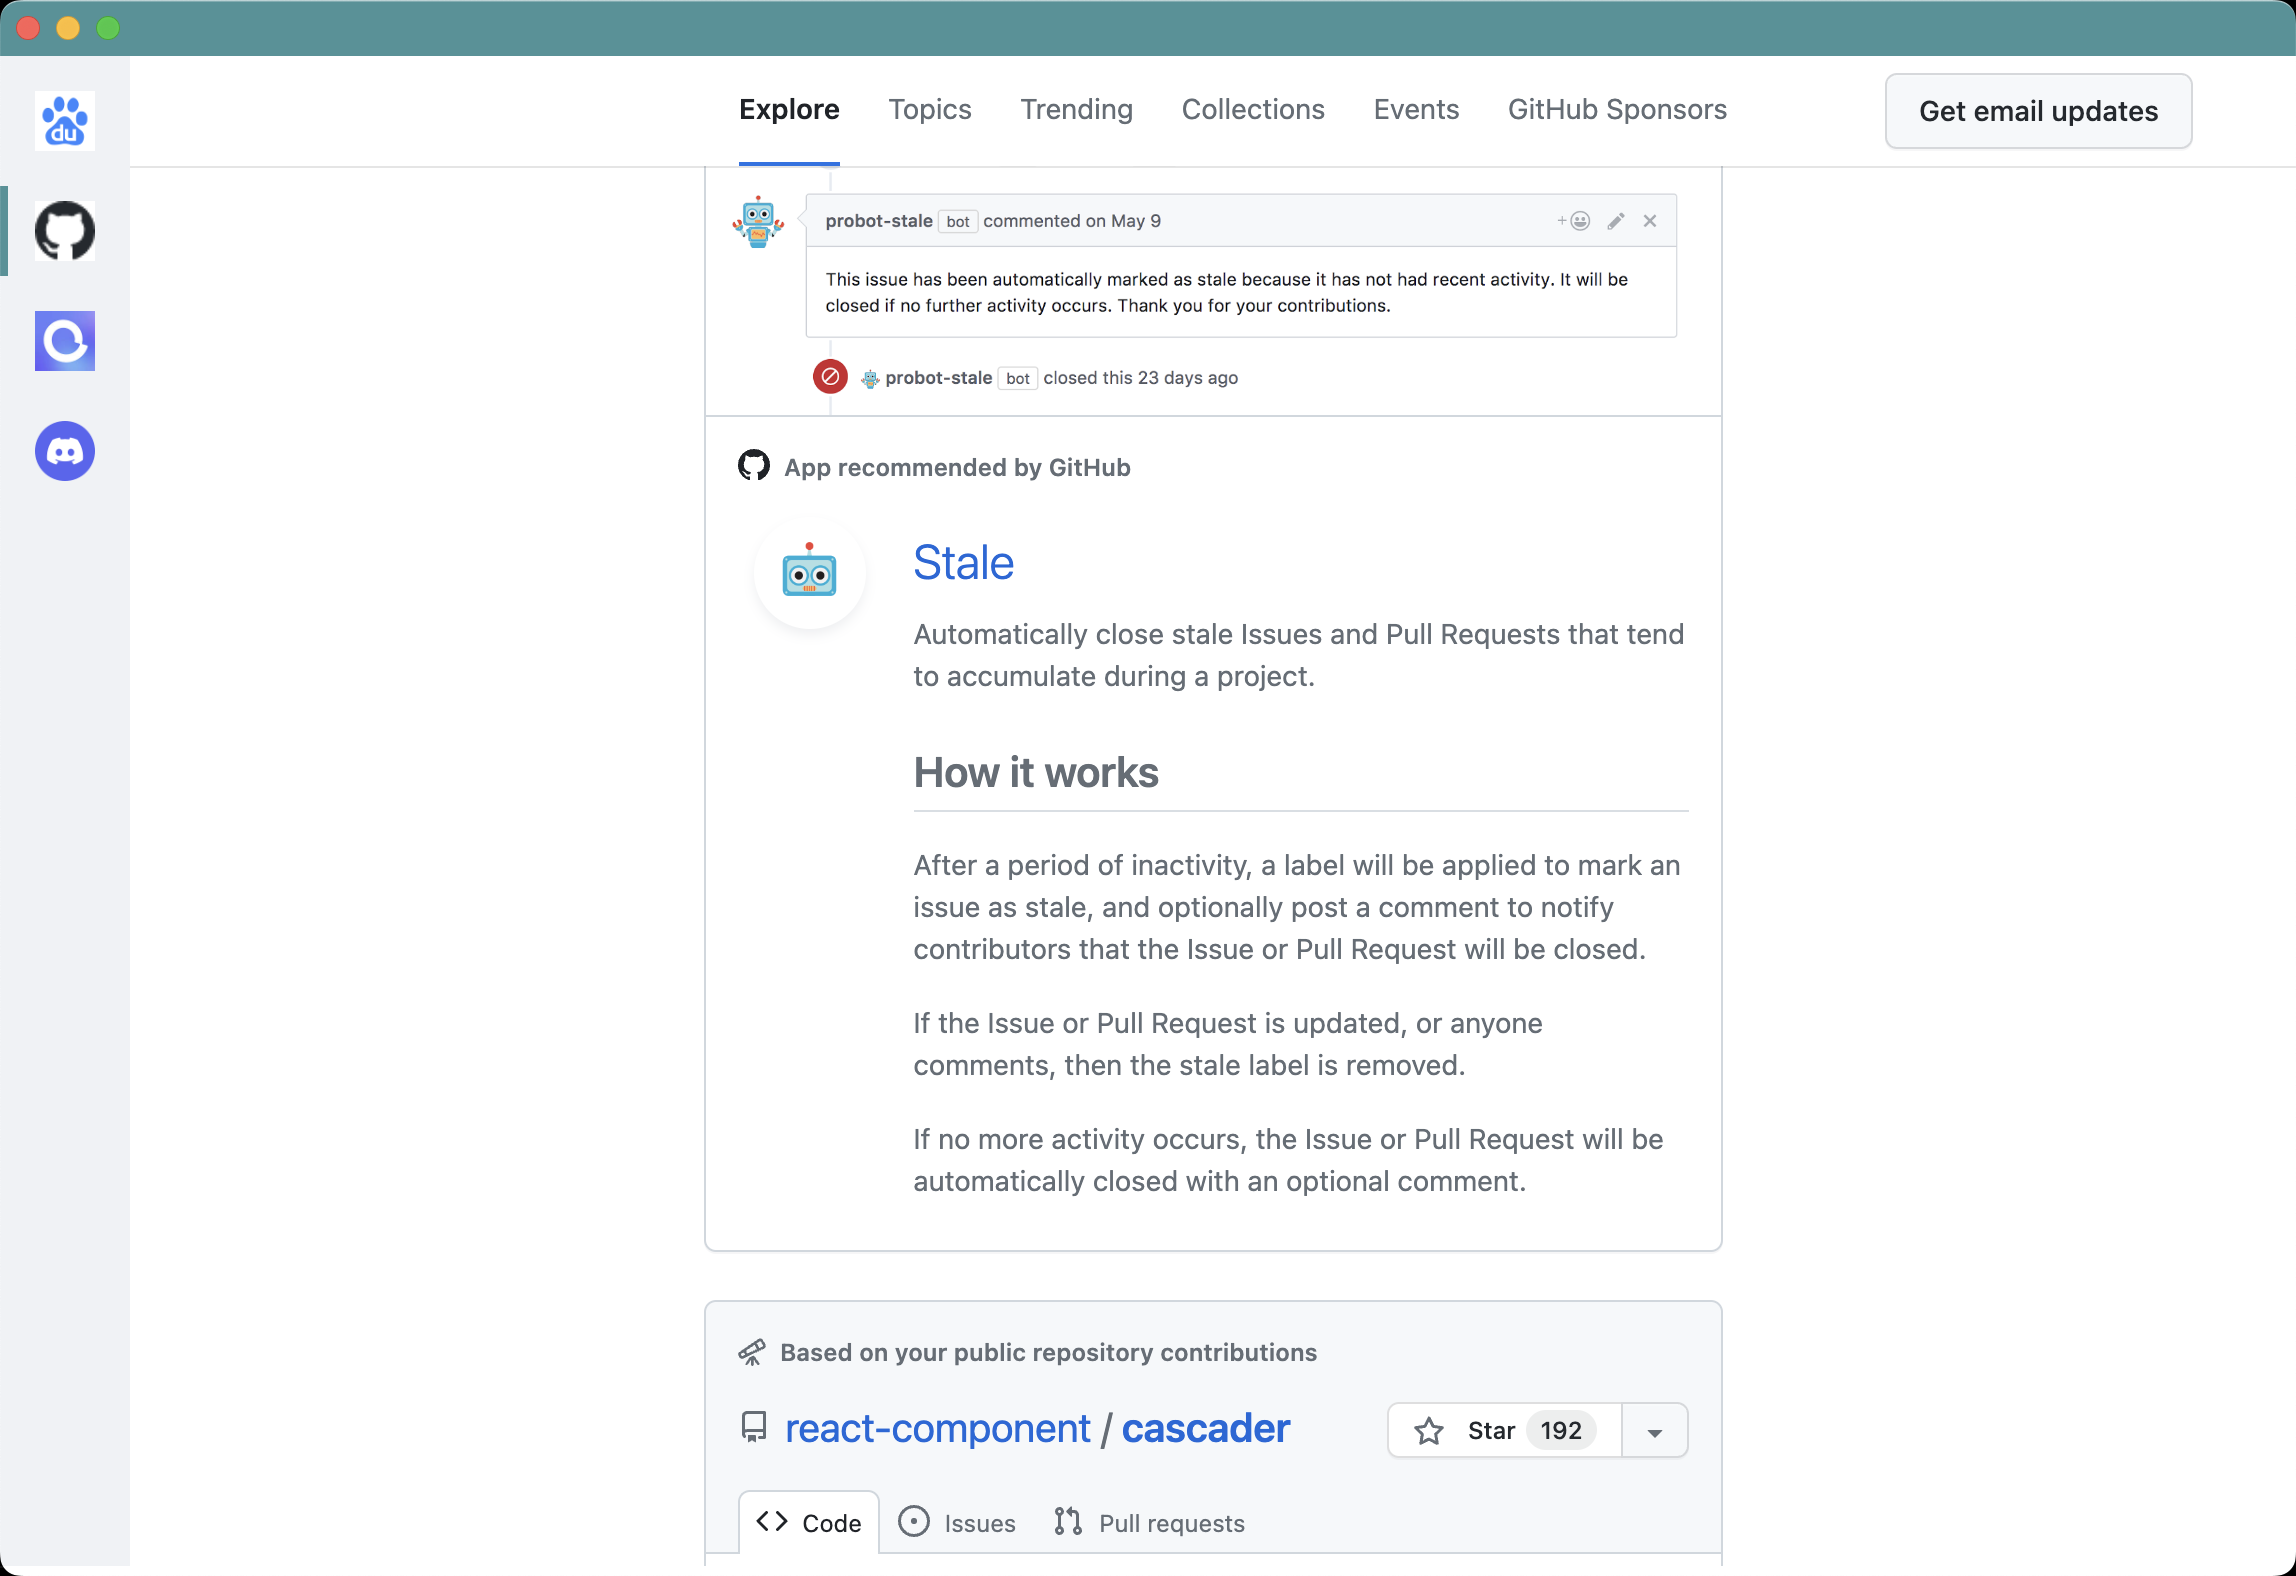 Explore Topics Trending Collections Events GitHub Sponsors Get email updates
du
probot-stale bot commented on May 9
This issue has been automatically marked as stale because it has not had recent activity. It will be
closed if no further activity occurs. Thank you for your contributions.
probot-stale bot closed this 23 days ago
App recommended by GitHub
Stale
Automatically close stale Issues and Pull Requests that tend
to accumulate during a project.
How it works
After a period of inactivity, a label will be applied to mark an
issue as stale, and optionally post a comment to notify
contributors that the Issue or Pull Request will be closed.
If the Issue or Pull Request is updated, or anyone
comments, then the stale label is removed.
If no more activity occurs, the Issue or Pull Request will be
automatically closed with an optional comment.
Based on your public repository contributions
react-component / cascader Star 192
Code Issues Pull requests